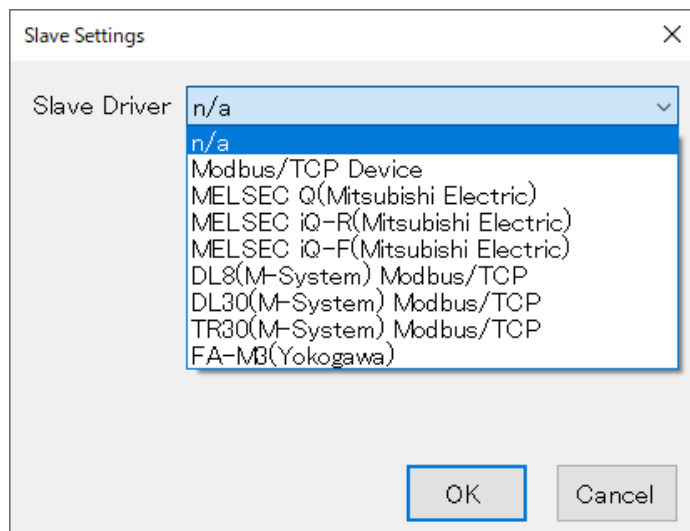 Slave Settings
Slave Driver n/a
n/a
Modbus/TCP Device
MELSEC Q(Mitsubishi Electric)
MELSEC iQ-R(Mitsubishi Electric)
MELSEC iQ-F(Mitsubishi Electric)
DL8(M-System) Modbus/TCP
DL30(M-System) Modbus/TCP
TR30(M-System) Modbus/TCP
FA-M3(Yokogawa)
OK Cancel